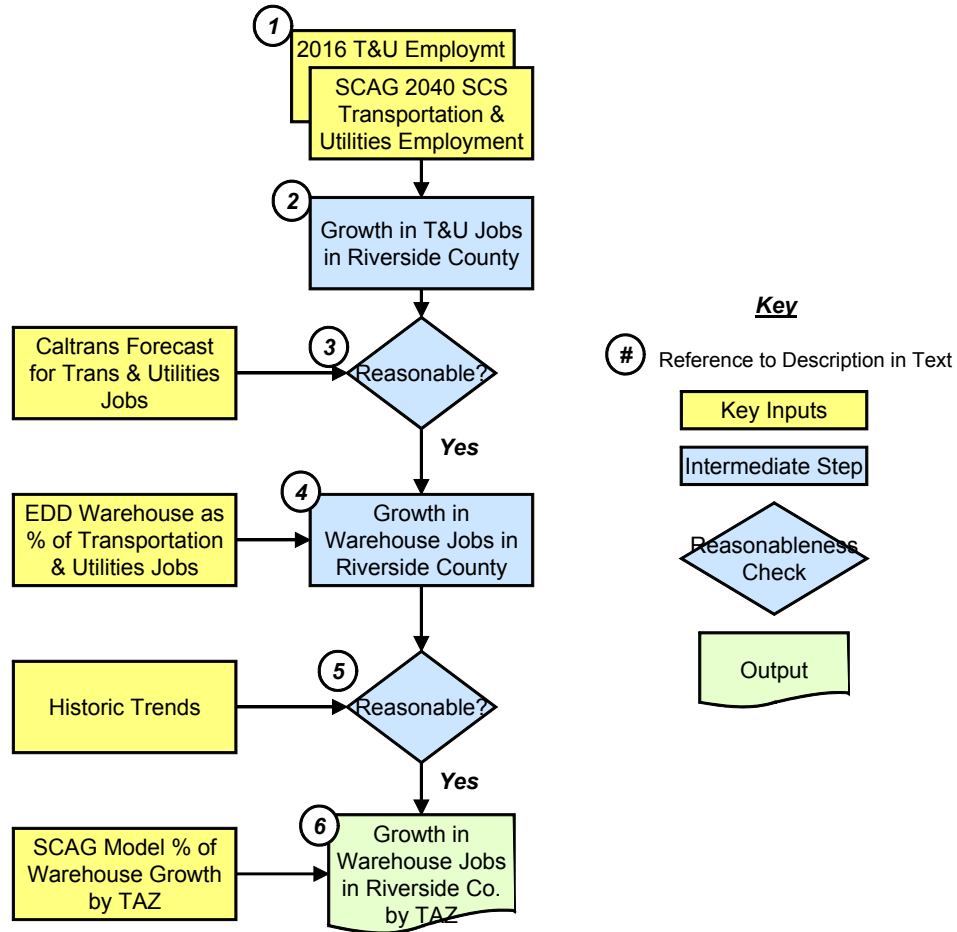 1
2016 T&U Employmt
SCAG 2040 SCS
Transportation &
Utilities Employment
2
Growth in T&U Jobs
in Riverside County
Caltrans Forecast
for Trans & Utilities
Jobs
3
Reasonable?
Yes
EDD Warehouse as
% of Transportation
& Utilities Jobs
4
Growth in
Warehouse Jobs in
Riverside County
Historic Trends
5
Reasonable?
Yes
SCAG Model % of
Warehouse Growth
by TAZ
6
Growth in
Warehouse Jobs
in Riverside Co.
by TAZ
Key
#
Reference to Description in Text
Key Inputs
Intermediate Step
Reasonableness
Check
Output